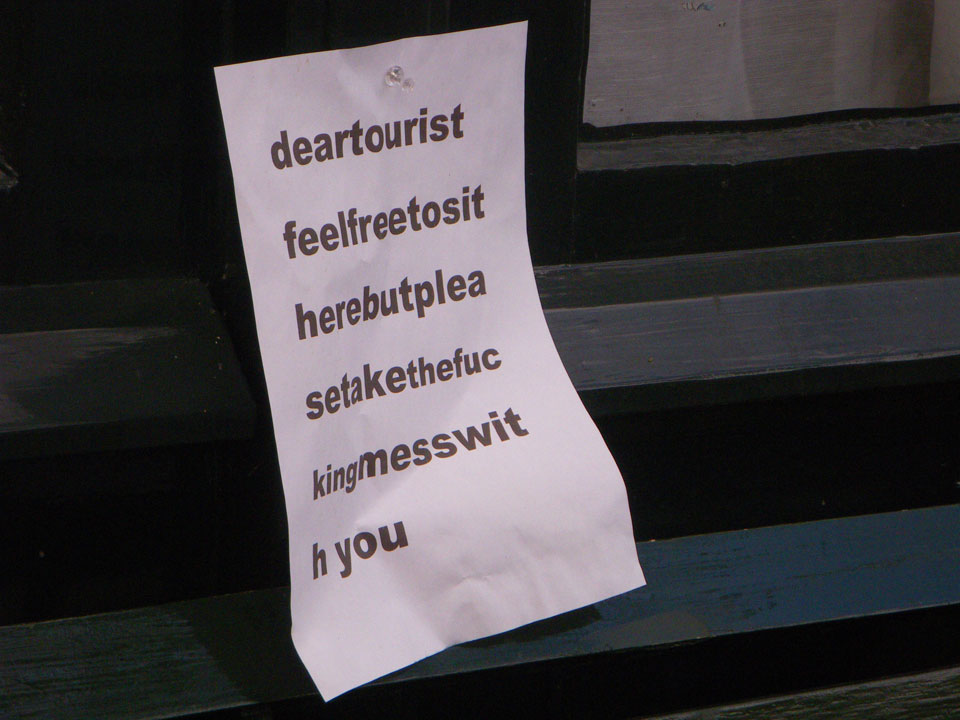 deartourist
feelfreetosit
herebutplea
setakethefuc
kingmesswit
h you